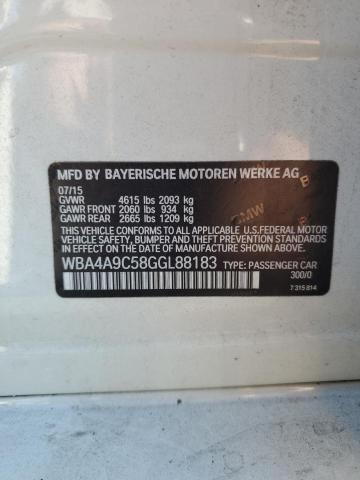 MFD BY BAYERISCHE MOTOREN WERKE AG
07/15
GVWR 4615 lbs 2093 kg
GAWR FRONT 2060 lbs 934 kg
GAWR REAR 2665 lbs 1209 kg
THIS VEHICLE CONFORMS TO ALL APPLICABLE U.S.FEDERAL MOTOR
VEHICLE SAFETY, BUMPER, AND THEFT PREVENTION STANDARDS
IN EFFECT ON THE DATE OF MANUFACTURE SHOWN ABOVE.
WBA4A9C58GGL88183 TYPE: PASSENGER CAR
300/0
7 315 814